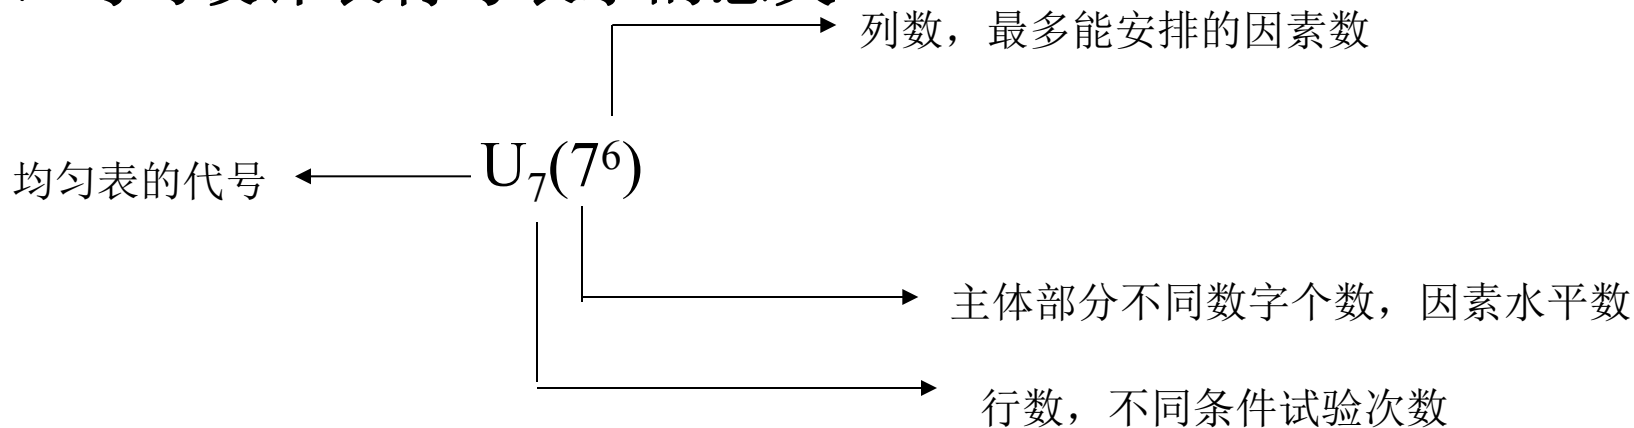 列数，最多能安排的因素数
均匀表的代号
U₇(7⁶)
主体部分不同数字个数，因素水平数
行数，不同条件试验次数